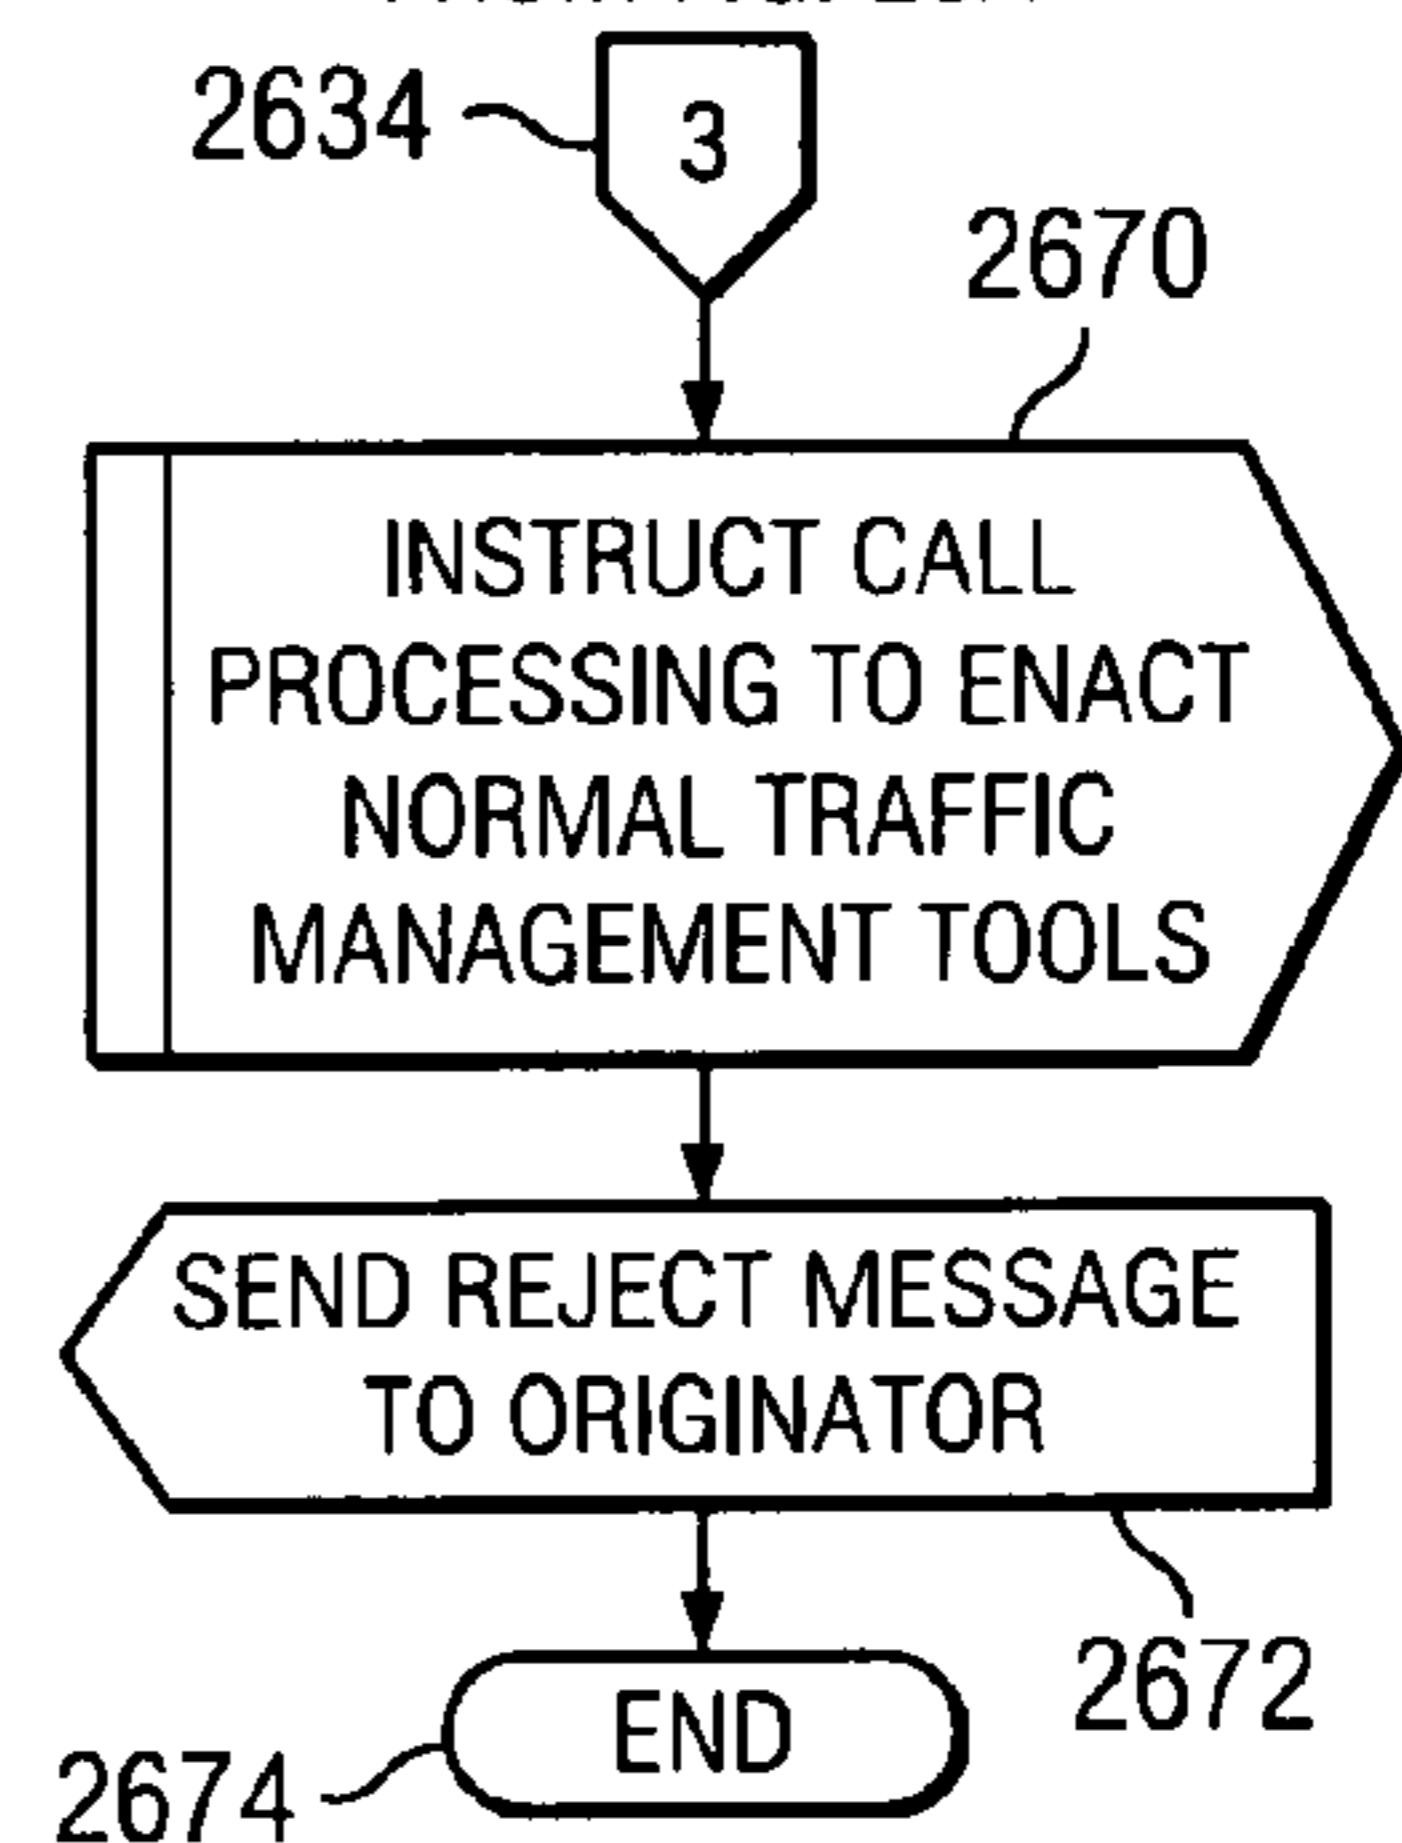 2634
3
2670
INSTRUCT CALL
PROCESSING TO ENACT
NORMAL TRAFFIC
MANAGEMENT TOOLS
SEND REJECT MESSAGE
TO ORIGINATOR
2672
END
2674